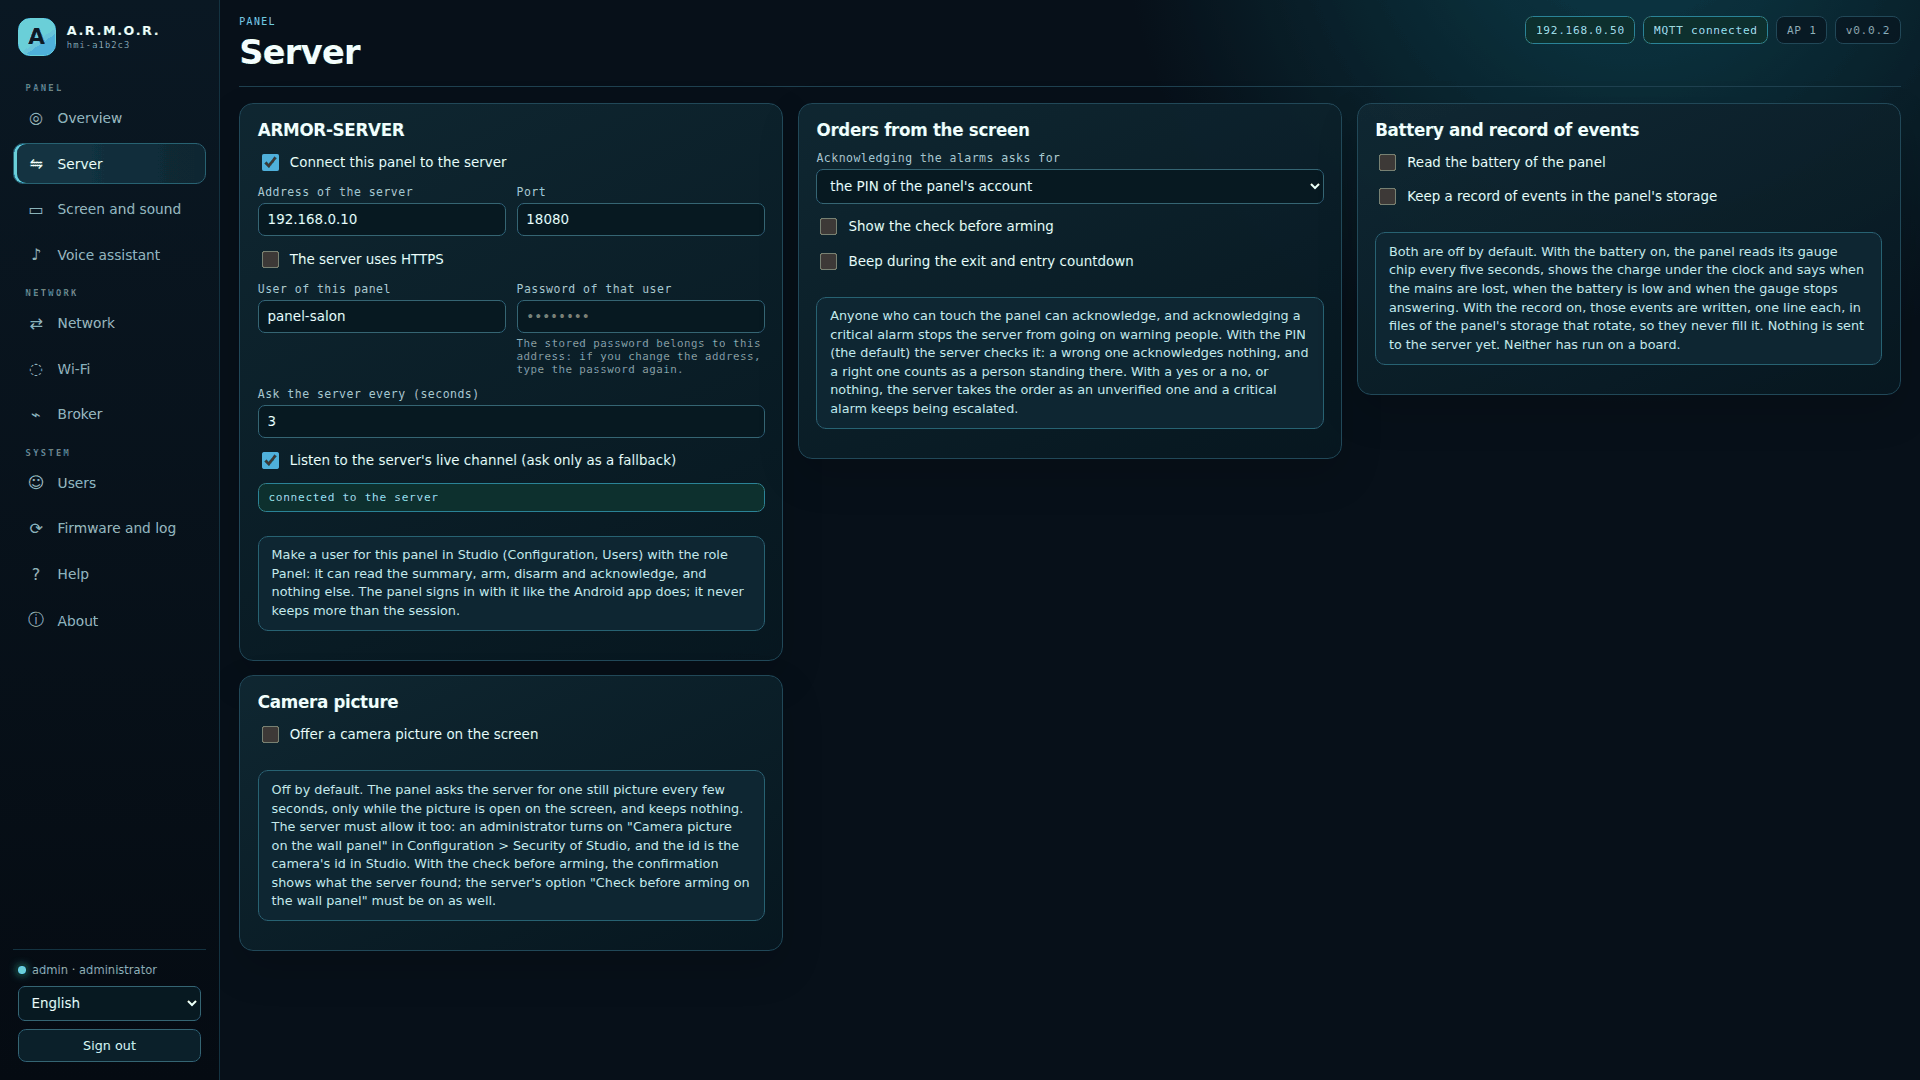 A
A.R.M.O.R.
hmi-a1b2c3
PANEL
Overview
Server
Screen and sound
Voice assistant
NETWORK
Network
Wi-Fi
Broker
SYSTEM
Users
Firmware and log
? Help
About
admin · administrator
English
Sign out
PANEL
Server
192.168.0.50
MQTT connected
AP 1
v0.0.2
ARMOR-SERVER
Connect this panel to the server
Address of the server
Port
192.168.0.10
18080
The server uses HTTPS
User of this panel
Password of that user
panel-salon
••••••••
The stored password belongs to this
address: if you change the address,
type the password again.
Ask the server every (seconds)
3
Listen to the server's live channel (ask only as a fallback)
connected to the server
Make a user for this panel in Studio (Configuration, Users) with the role
Panel: it can read the summary, arm, disarm and acknowledge, and
nothing else. The panel signs in with it like the Android app does; it never
keeps more than the session.
Camera picture
Offer a camera picture on the screen
Off by default. The panel asks the server for one still picture every few
seconds, only while the picture is open on the screen, and keeps nothing.
The server must allow it too: an administrator turns on "Camera picture
on the wall panel" in Configuration > Security of Studio, and the id is the
camera's id in Studio. With the check before arming, the confirmation
shows what the server found; the server's option "Check before arming on
the wall panel" must be on as well.
Orders from the screen
Acknowledging the alarms asks for
the PIN of the panel's account
Show the check before arming
Beep during the exit and entry countdown
Anyone who can touch the panel can acknowledge, and acknowledging a
critical alarm stops the server from going on warning people. With the PIN
(the default) the server checks it: a wrong one acknowledges nothing, and
a right one counts as a person standing there. With a yes or a no, or
nothing, the server takes the order as an unverified one and a critical
alarm keeps being escalated.
Battery and record of events
Read the battery of the panel
Keep a record of events in the panel's storage
Both are off by default. With the battery on, the panel reads its gauge
chip every five seconds, shows the charge under the clock and says when
the mains are lost, when the battery is low and when the gauge stops
answering. With the record on, those events are written, one line each, in
files of the panel's storage that rotate, so they never fill it. Nothing is sent
to the server yet. Neither has run on a board.